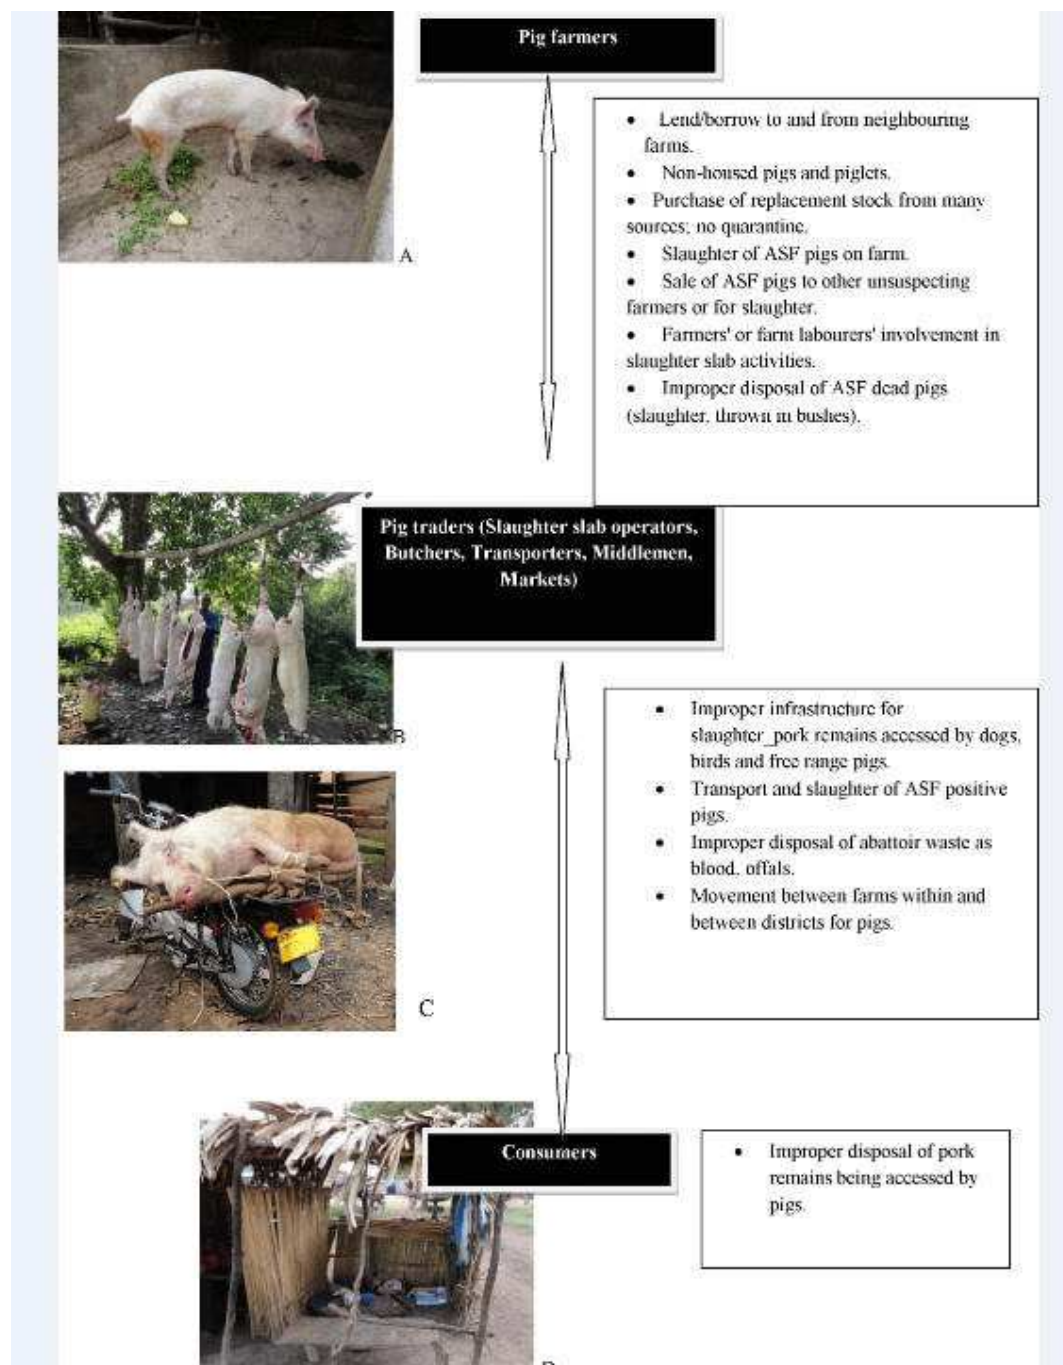 Pig farmers
• Lend/borrow to and from neighbouring
farms.
• Non-housed pigs and piglets.
• Purchase of replacement stock from many
sources; no quarantine.
• Slaughter of ASF pigs on farm.
• Sale of ASF pigs to other unsuspecting
farmers or for slaughter.
• Farmers' or farm labourers' involvement in
slaughter slab activities.
• Improper disposal of ASF dead pigs
(slaughter, thrown in bushes).
A
Pig traders (Slaughter slab operators,
Butchers, Transporters, Middlemen,
Markets)
B
• Improper infrastructure for
slaughter_pork remains accessed by dogs,
birds and free range pigs.
• Transport and slaughter of ASF positive
pigs.
• Improper disposal of abattoir waste as
blood, offals.
• Movement between farms within and
between districts for pigs.
C
Consumers
• Improper disposal of pork
remains being accessed by
pigs.